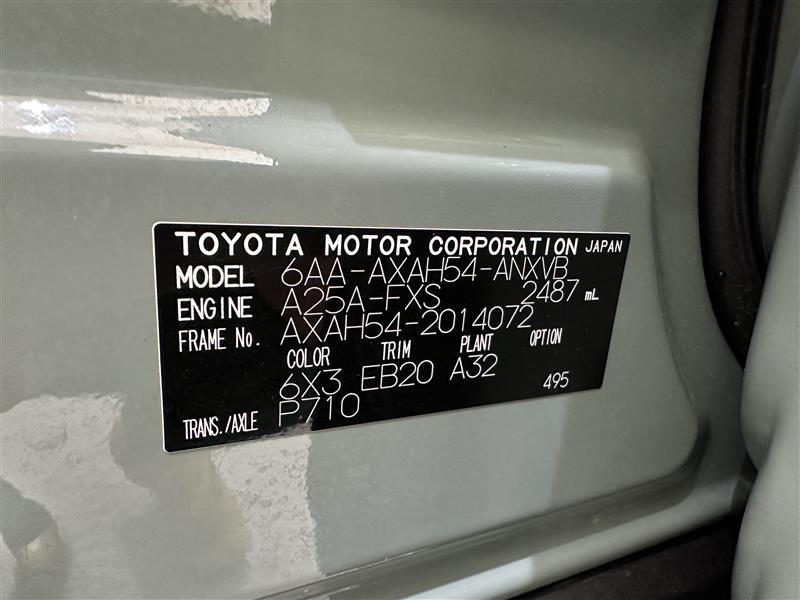 TOYOTA MOTOR CORPORATION JAPAN
MODEL 6AA-AXAH54-ANXVB
ENGINE A25A-FXS 2487 mL
FRAME No. AXAH54-2014072
COLOR TRIM PLANT OPTION
6X3 EB20 A32 495
TRANS./AXLE P710